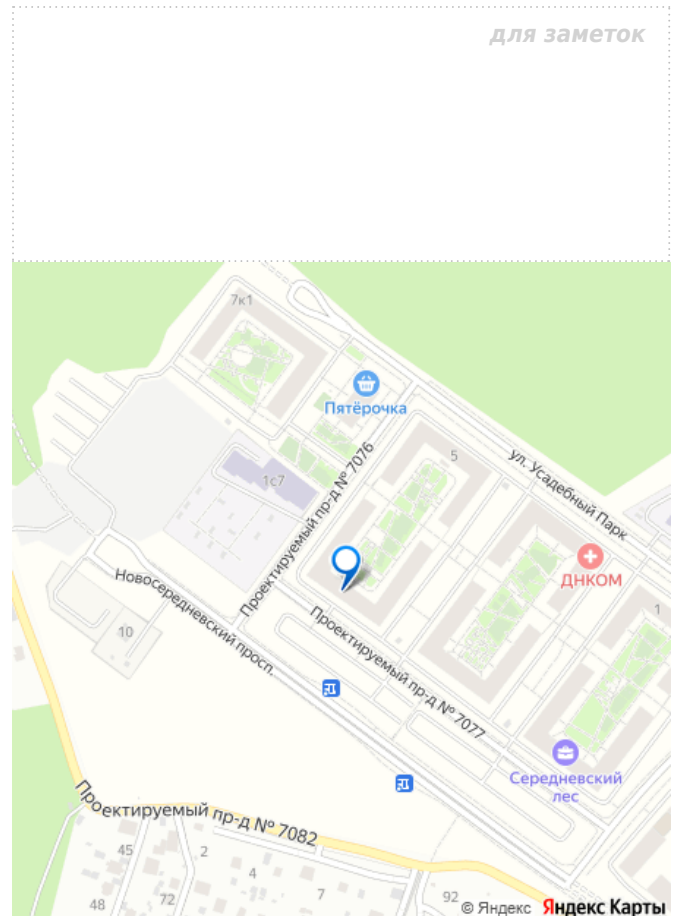 для заметок
7к1
Пятёрочка
5
ул. Усадебный Парк
Проектируемый пр-д № 7076
1с7
ДНКОМ
Новосередневский просп.
10
Проектируемый пр-д № 7077
1
Середневский
лес
Проектируемый пр-д № 7082
45
2
4
7
48
72
92
© Яндекс Яндекс Карты